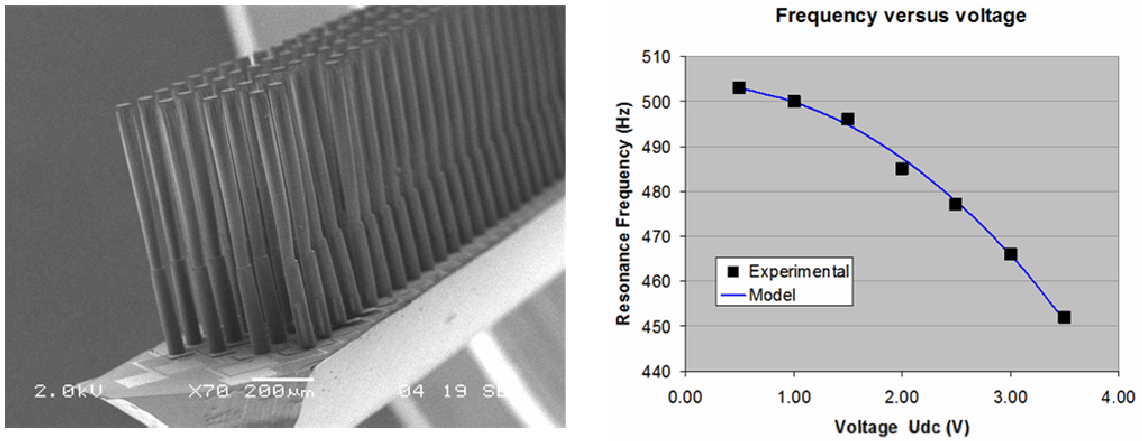 2.0kV X70 200µm 04 19 SE
Frequency versus voltage
510
500
490
480
470
460
450
440
Resonance Frequency (Hz)
Experimental
Model
0.00 1.00 2.00 3.00 4.00
Voltage Udc (V)